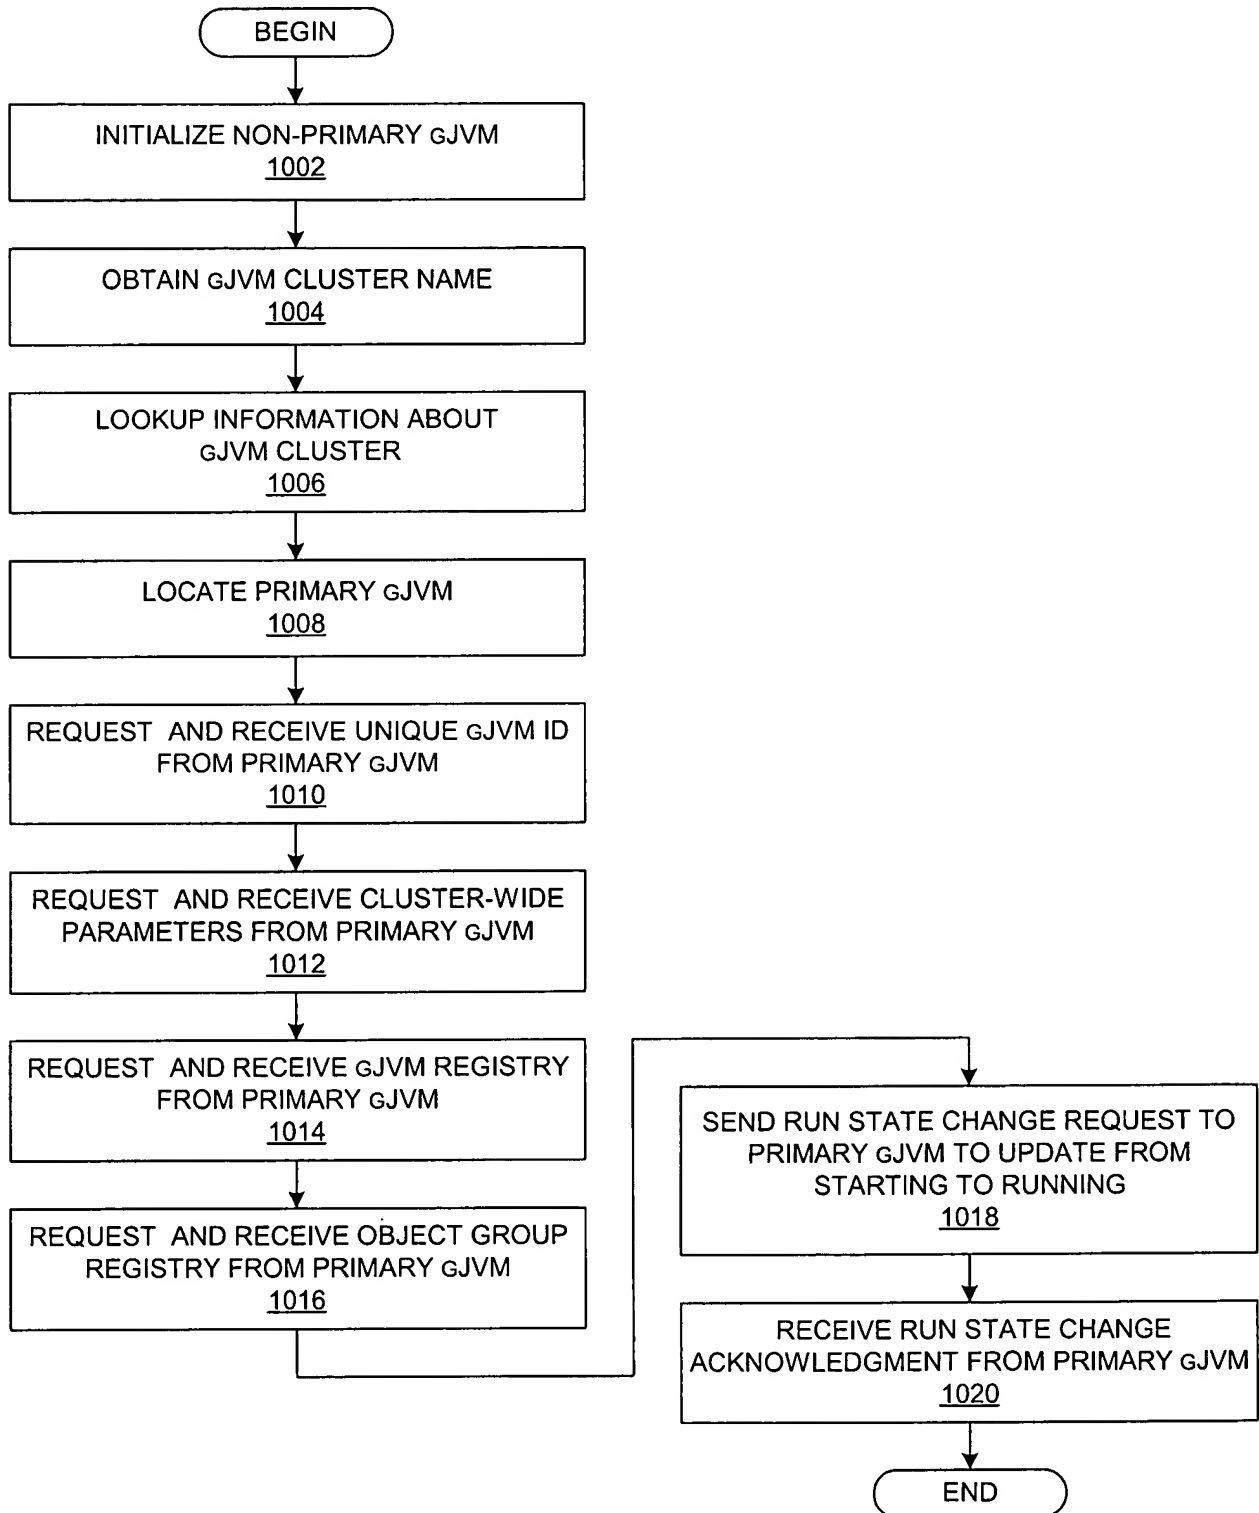 BEGIN
INITIALIZE NON-PRIMARY GJVM
1002
OBTAIN GJVM CLUSTER NAME
1004
LOOKUP INFORMATION ABOUT
GJVM CLUSTER
1006
LOCATE PRIMARY GJVM
1008
REQUEST AND RECEIVE UNIQUE GJVM ID
FROM PRIMARY GJVM
1010
REQUEST AND RECEIVE CLUSTER-WIDE
PARAMETERS FROM PRIMARY GJVM
1012
REQUEST AND RECEIVE GJVM REGISTRY
FROM PRIMARY GJVM
1014
REQUEST AND RECEIVE OBJECT GROUP
REGISTRY FROM PRIMARY GJVM
1016
SEND RUN STATE CHANGE REQUEST TO
PRIMARY GJVM TO UPDATE FROM
STARTING TO RUNNING
1018
RECEIVE RUN STATE CHANGE
ACKNOWLEDGMENT FROM PRIMARY GJVM
1020
END